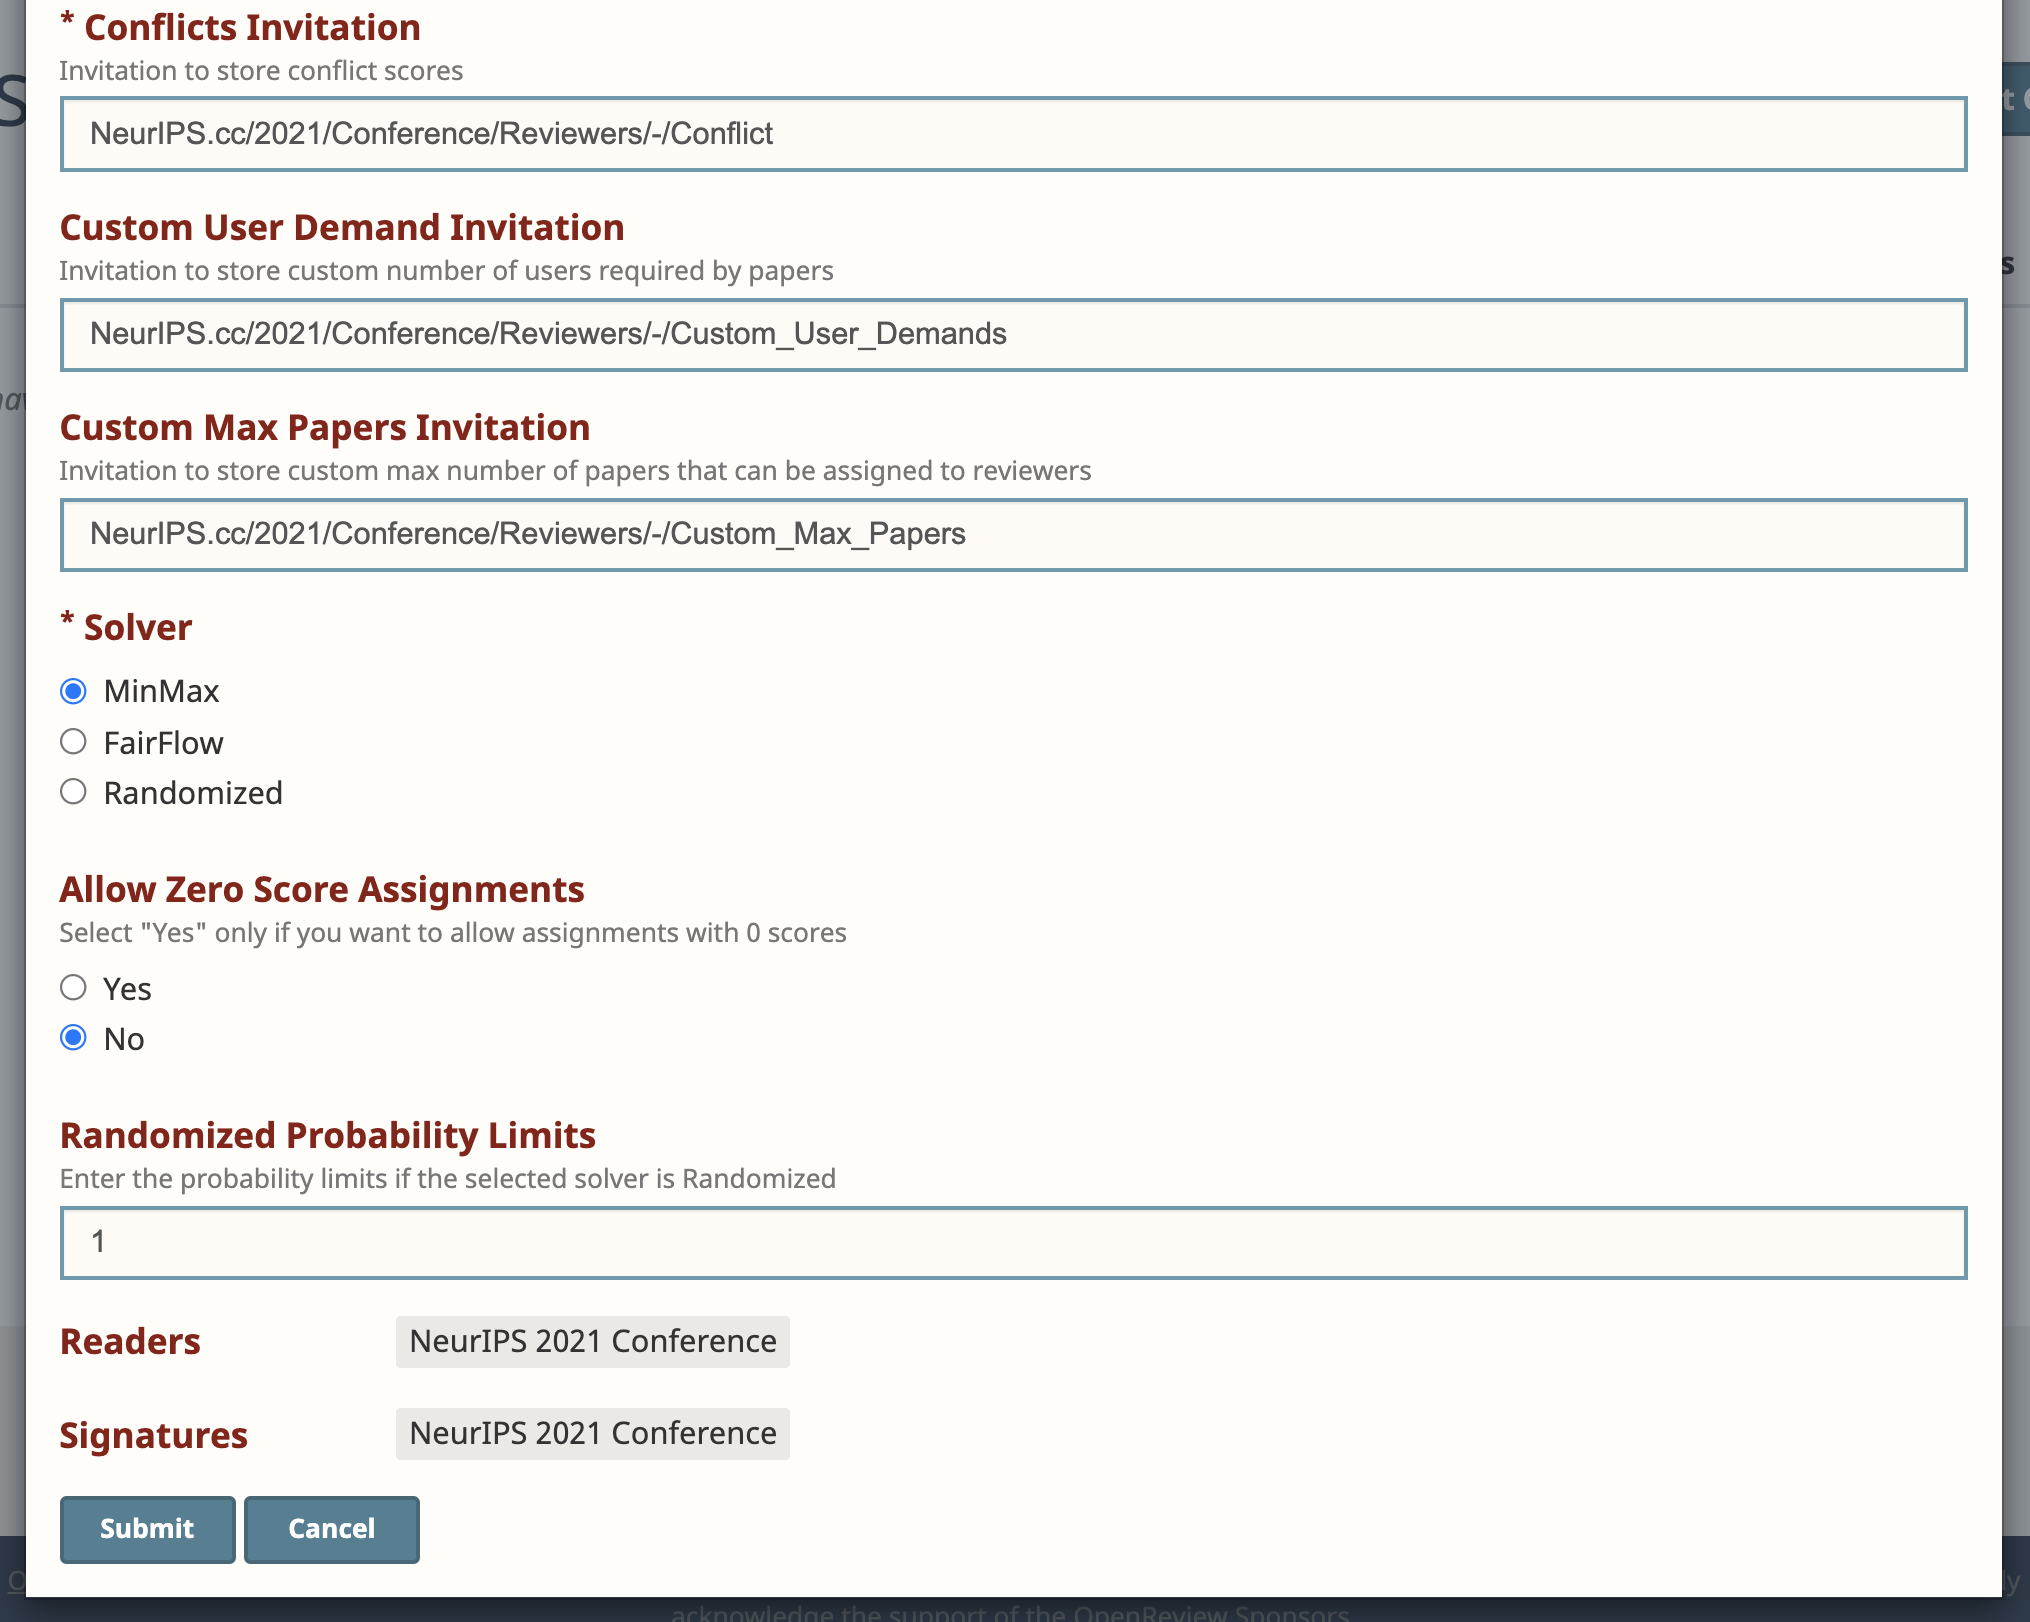 * Conflicts Invitation
Invitation to store conflict scores
NeurIPS.cc/2021/Conference/Reviewers/-/Conflict
Custom User Demand Invitation
Invitation to store custom number of users required by papers
NeurIPS.cc/2021/Conference/Reviewers/-/Custom_User_Demands
Custom Max Papers Invitation
Invitation to store custom max number of papers that can be assigned to reviewers
NeurIPS.cc/2021/Conference/Reviewers/-/Custom_Max_Papers
* Solver
MinMax
FairFlow
Randomized
Allow Zero Score Assignments
Select "Yes" only if you want to allow assignments with 0 scores
Yes
No
Randomized Probability Limits
Enter the probability limits if the selected solver is Randomized
1
Readers NeurIPS 2021 Conference
Signatures NeurIPS 2021 Conference
Submit Cancel
acknowledge the support of the OpenReview Sponsors